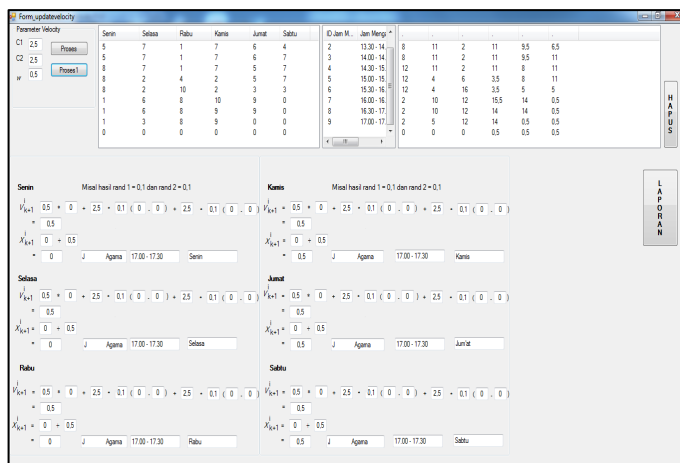 Form_updatevelocity
Parameter Velocity
C1 2,5 Proses
C2 2,5
w 0,5 Proses1
Senin Selasa Rabu Kamis Jumat Sabtu
5 7 1 7 6 4
5 7 1 7 6 7
8 7 1 7 5 7
8 2 4 2 5 7
8 2 10 2 3 3
1 6 8 10 9 0
1 6 8 9 9 0
1 3 8 9 0 0
0 0 0 0 0 0
ID Jam M... Jam Menga
2 13.30 - 14.
3 14.00 - 14.
4 14.30 - 15.
5 15.00 - 15.
6 15.30 - 16.
7 16.00 - 16.
8 16.30 - 17.
9 17.00 - 17.
. . . . . .
8 11 2 11 9,5 6,5
8 11 2 11 9,5 11
12 11 2 11 8 11
12 4 6 3,5 8 11
12 4 16 3,5 5 5
2 10 12 15,5 14 0,5
2 10 12 14 14 0,5
2 5 12 14 0,5 0,5
0 0 0 0,5 0,5 0,5
HAPUS
LAPORAN
Senin Misal hasil rand 1 = 0,1 dan rand 2 = 0,1
V i k+1 = 0,5 * 0 + 2,5 * 0,1 ( 0 . 0 ) + 2,5 * 0,1 ( 0 . 0 )
= 0,5
X i k+1 = 0 + 0,5
= 0 J Agama 17.00 - 17.30 Senin
Selasa
V i k+1 = 0,5 * 0 + 2,5 * 0,1 ( 0 . 0 ) + 2,5 * 0,1 ( 0 . 0 )
= 0,5
X i k+1 = 0 + 0,5
= 0 J Agama 17.00 - 17.30 Selasa
Rabu
V i k+1 = 0,5 * 0 + 2,5 * 0,1 ( 0 . 0 ) + 2,5 * 0,1 ( 0 . 0 )
= 0,5
X i k+1 = 0 + 0,5
= 0 J Agama 17.00 - 17.30 Rabu
Kamis Misal hasil rand 1 = 0,1 dan rand 2 = 0,1
V i k+1 = 0,5 * 0 + 2,5 * 0,1 ( 0 . 0 ) + 2,5 * 0,1 ( 0 . 0 )
= 0,5
X i k+1 = 0 + 0,5
= 0,5 J Agama 17.00 - 17.30 Kamis
Jumat
V i k+1 = 0,5 * 0 + 2,5 * 0,1 ( 0 . 0 ) + 2,5 * 0,1 ( 0 . 0 )
= 0,5
X i k+1 = 0 + 0,5
= 0,5 J Agama 17.00 - 17.30 Jum'at
Sabtu
V i k+1 = 0,5 * 0 + 2,5 * 0,1 ( 0 . 0 ) + 2,5 * 0,1 ( 0 . 0 )
= 0,5
X i k+1 = 0 + 0,5
= 0,5 J Agama 17.00 - 17.30 Sabtu